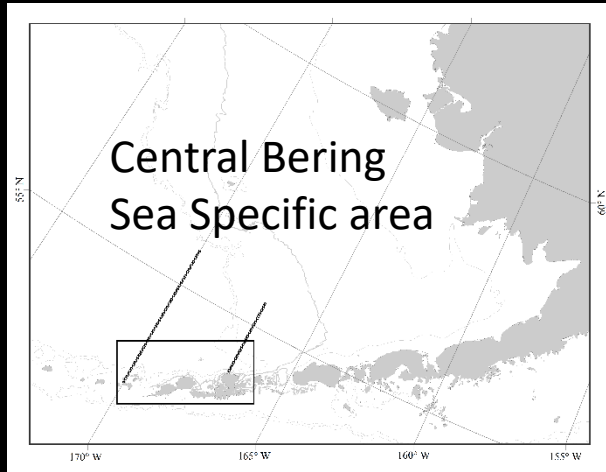 Central Bering
Sea Specific area
55° N
60° N
170° W
165° W
160° W
155° W